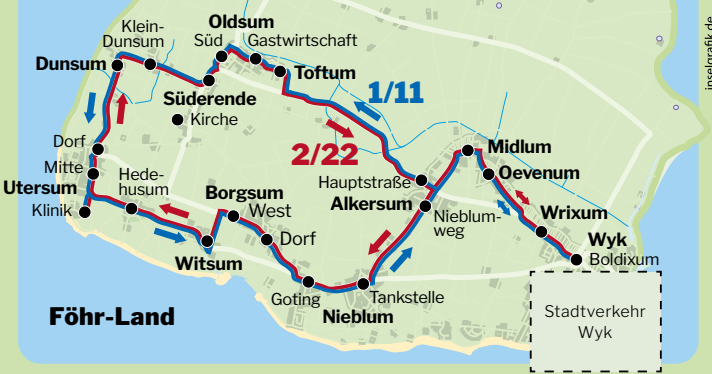 inselgrafik.de
Klein-
Dunsum
Oldsum
Süd
Gastwirtschaft
Dunsum
Toftum
Süderende
Kirche
1/11
2/22
Midlum
Oevenum
Dorf
Mitte
Utersum
Klinik
Hede-
husum
Borgsum
West
Dorf
Witsum
Hauptstraße
Alkersum
Nieblum-
weg
Wrixum
Wyk
Boldixum
Goting
Tankstelle
Nieblum
Föhr-Land
Stadtverkehr
Wyk